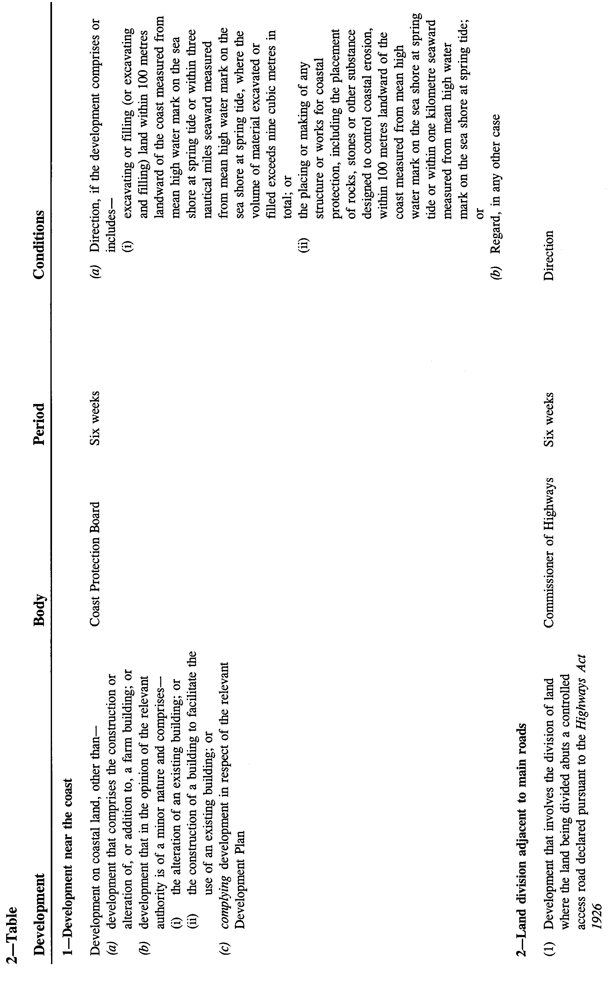 2—Table
Development
Body
Period
Conditions
1—Development near the coast
Development on coastal land, other than—
(a) development that comprises the construction or
alteration of, or addition to, a farm building; or
(b) development that in the opinion of the relevant
authority is of a minor nature and comprises—
(i) the alteration of an existing building; or
(ii) the construction of a building to facilitate the
use of an existing building; or
(c) complying development in respect of the relevant
Development Plan
Coast Protection Board
Six weeks
(a) Direction, if the development comprises or
includes—
(i) excavating or filling (or excavating
and filling) land within 100 metres
landward of the coast measured from
mean high water mark on the sea
shore at spring tide or within three
nautical miles seaward measured
from mean high water mark on the
sea shore at spring tide, where the
volume of material excavated or
filled exceeds nine cubic metres in
total; or
(ii) the placing or making of any
structure or works for coastal
protection, including the placement
of rocks, stones or other substance
designed to control coastal erosion,
within 100 metres landward of the
coast measured from mean high
water mark on the sea shore at spring
tide or within one kilometre seaward
measured from mean high water
mark on the sea shore at spring tide;
or
(b) Regard, in any other case
2—Land division adjacent to main roads
(1) Development that involves the division of land
where the land being divided abuts a controlled
access road declared pursuant to the Highways Act
1926
Commissioner of Highways
Six weeks
Direction